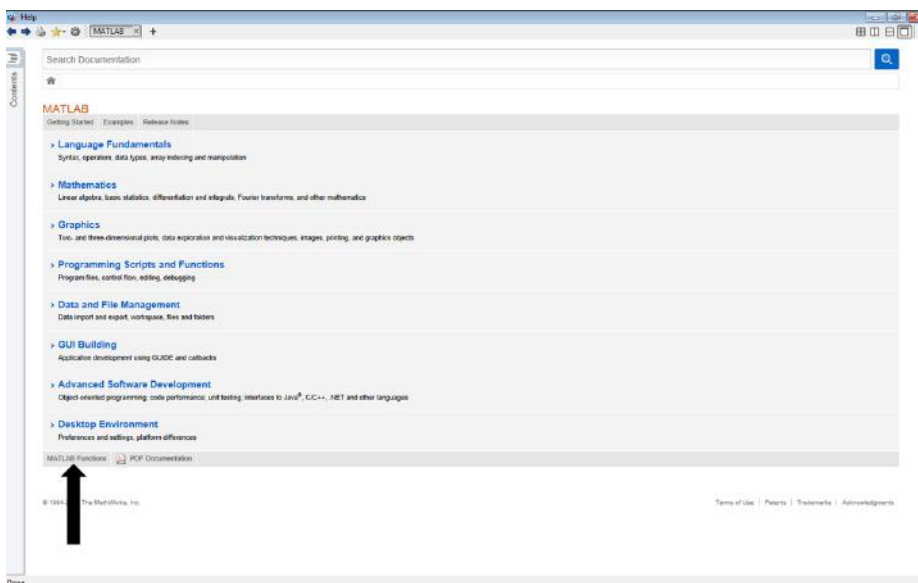 Help
MATLAB × +
Search Documentation
Contents
MATLAB
Getting Started Examples Release Notes
› Language Fundamentals
Syntax, operators, data types, array indexing and manipulation
› Mathematics
Linear algebra, basic statistics, differentiation and integrals, Fourier transforms, and other mathematics
› Graphics
Two- and three-dimensional plots, data exploration and visualization techniques, images, printing, and graphics objects
› Programming Scripts and Functions
Program files, control flow, editing, debugging
› Data and File Management
Data import and export, workspace, files and folders
› GUI Building
Application development using GUIDE and callbacks
› Advanced Software Development
Object-oriented programming; code performance; unit testing; interfaces to Java®, C/C++, .NET and other languages
› Desktop Environment
Preferences and settings, platform differences
MATLAB Functions PDF Documentation
The MathWorks, Inc. Terms of Use | Patents | Trademarks | Acknowledgments